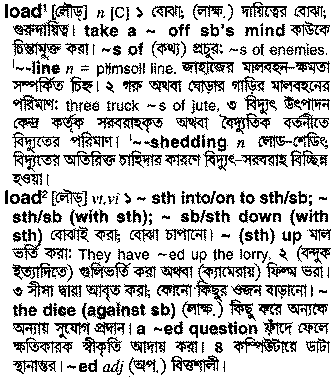 load¹ [লৌড্] n [C] ১ বোঝা, (লাক্ষ.) দায়িত্বের বোঝা;
গুরুদায়িত্ব। take a ~ off sb's mind কাউকে
চিন্তামুক্ত করা। ~s of (কথ্য) প্রচুর: ~s of enemies.
'~-line n = plimsoll line. জাহাজের মালবহন-ক্ষমতা
সম্পর্কিত চিহ্ন। ২ গরু অথবা ঘোড়ার গাড়ির মালবহনের
পরিমাণ: three truck ~s of jute, ৩ বিদ্যুৎ উৎপাদন
কেন্দ্র কর্তৃক সরবরাহকৃত অথবা বৈদ্যুতিক বর্তনীতে
বিদ্যুতের পরিমাণ। '~-shedding n লোড-শেডিং,
বিদ্যুতের অতিরিক্ত চাহিদার কারণে বিদ্যুৎ-সরবরাহ বিচ্ছিন্ন
হওয়া।
load² [লৌড্] vt,vi ১ ~ sth into/on to sth/sb; ~
sth/sb (with sth); ~ sb/sth down (with
sth) বোঝাই করা; বোঝা চাপানো। ~ (sth) up মাল
ভর্তি করা: They have ~ed up the lorry. ২ (বন্দুক
ইত্যাদিতে) গুলিভর্তি করা অথবা (ক্যামেরায়) ফিল্ম ভরা।
৩ সীসা দ্বারা আবৃত করা; কোনো কিছুর ওজন বাড়ানো। ~
the dice (against sb) (লাক্ষ.) কিছু করে অন্যকে
অন্যায় সুযোগ প্রদান। a ~ed question ফাঁদে ফেলে
ক্ষতিকারক স্বীকৃতি আদায় করা। ৪ কম্পিউটারে ডাটা
স্থানান্তর। ~ed adj (অপ.) বিত্তশালী।